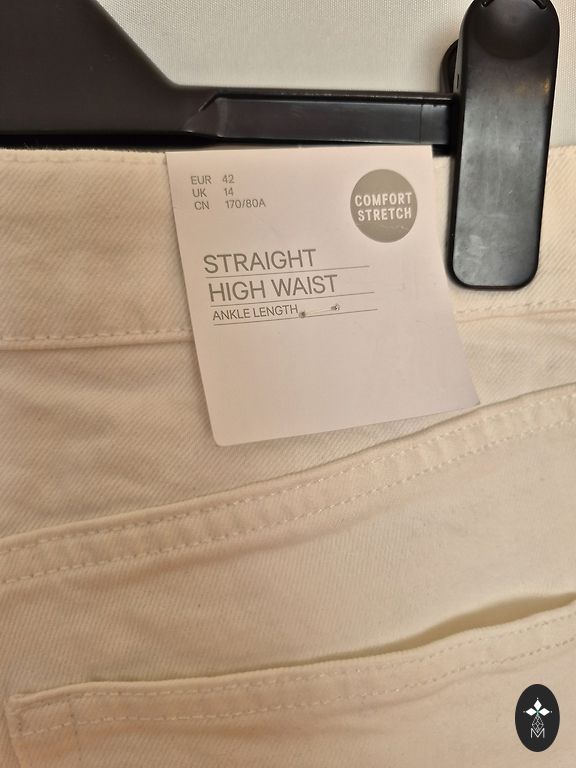 EUR 42
UK 14
CN 170/80A
COMFORT
STRETCH
STRAIGHT
HIGH WAIST
ANKLE LENGTH
M